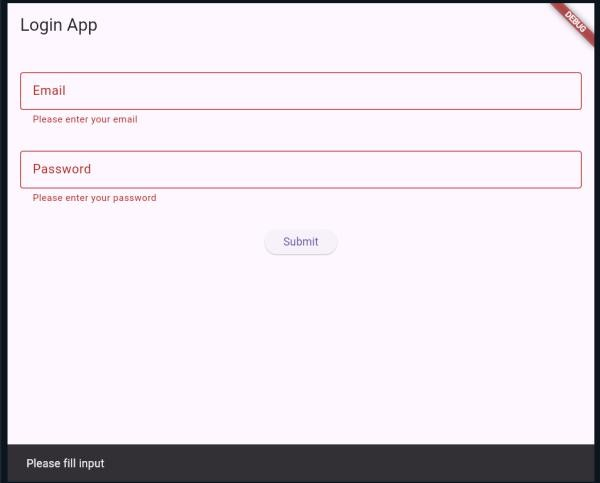 Login App
DEBUG
Email
Please enter your email
Password
Please enter your password
Submit
Please fill input